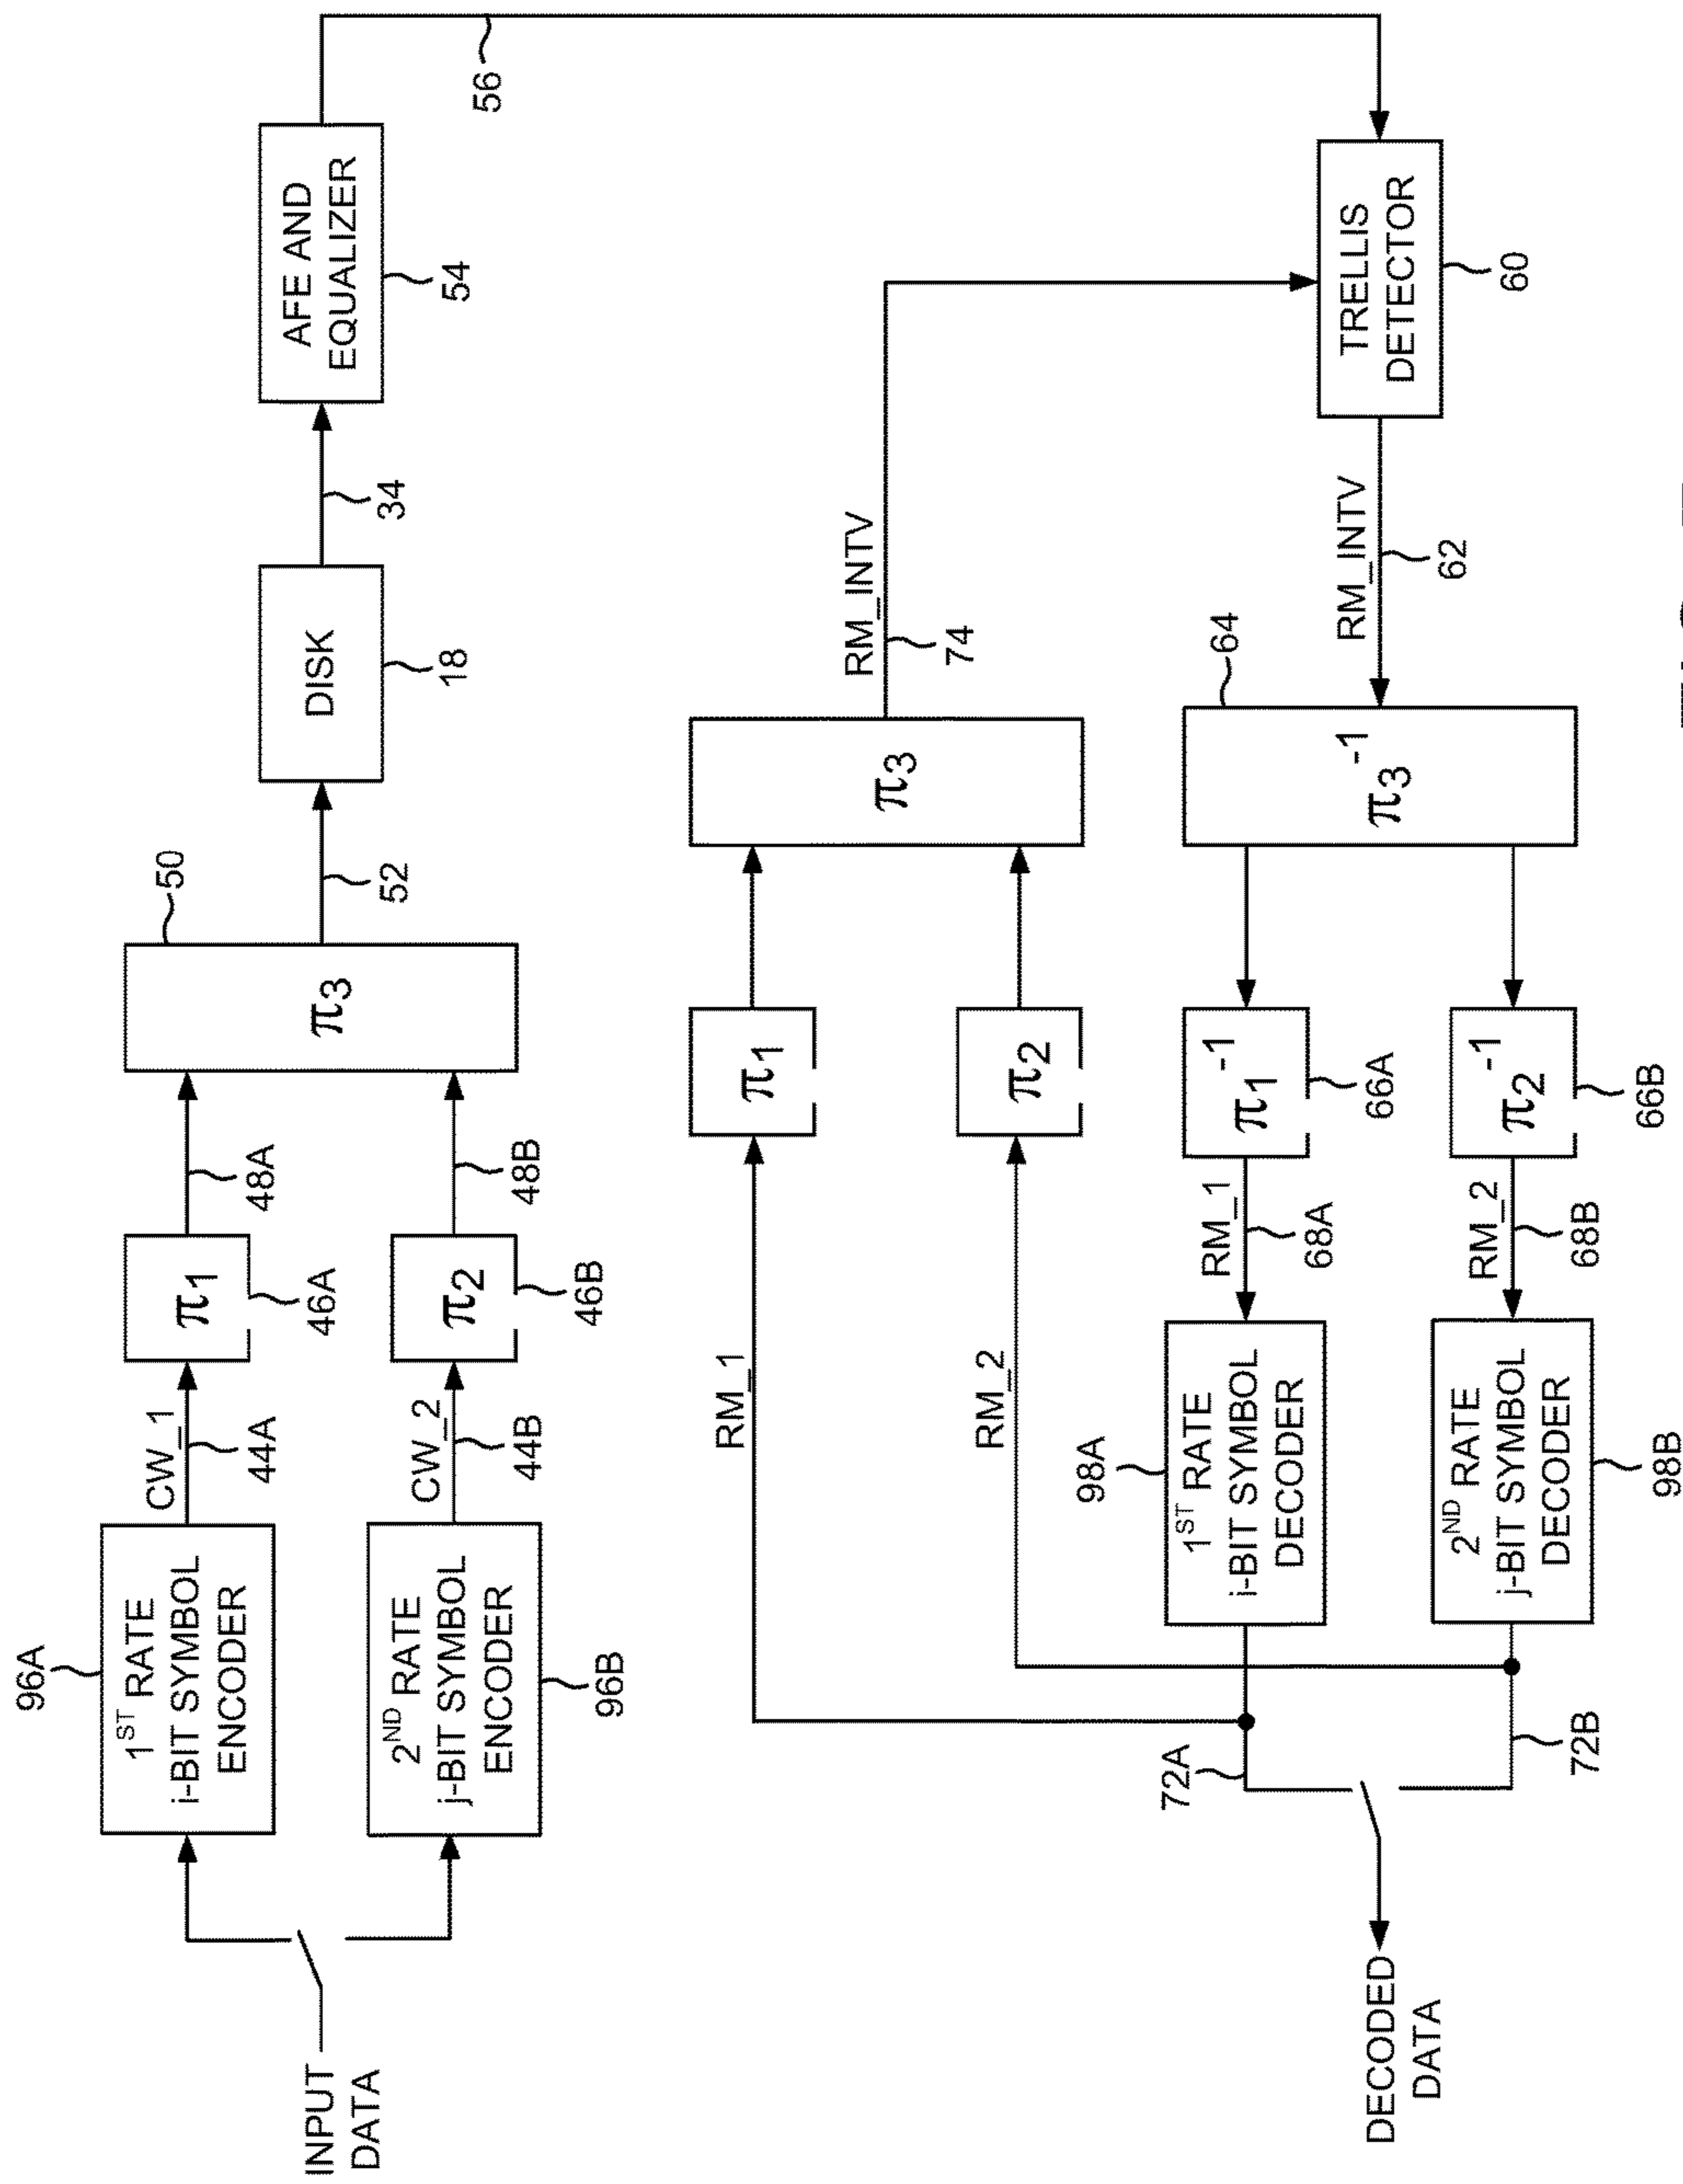 INPUT
DATA
96A
1ST RATE
i-BIT SYMBOL
ENCODER
CW_1
44A
π1
46A
48A
2ND RATE
j-BIT SYMBOL
ENCODER
96B
CW_2
44B
π2
46B
48B
50
π3
52
DISK
18
34
AFE AND
EQUALIZER
54
56
RM_1
π1
RM_2
π2
π3
RM_INTV
74
TRELLIS
DETECTOR
60
RM_INTV
62
64
π3-1
π1-1
66A
RM_1
68A
98A
1ST RATE
i-BIT SYMBOL
DECODER
72A
π2-1
66B
RM_2
68B
2ND RATE
j-BIT SYMBOL
DECODER
98B
72B
DECODED
DATA